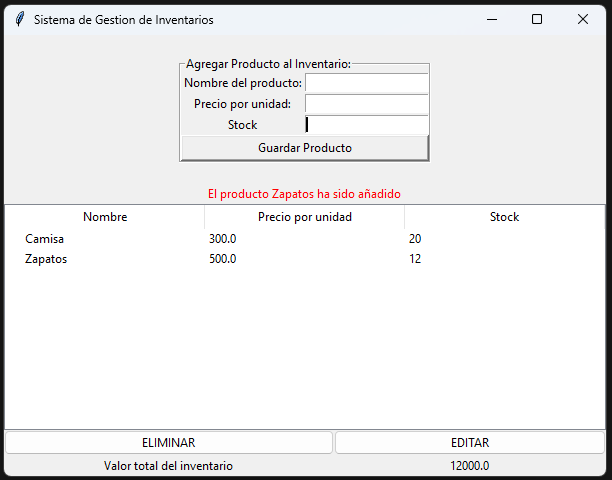 Sistema de Gestion de Inventarios
Agregar Producto al Inventario:
Nombre del producto:
Precio por unidad:
Stock
Guardar Producto
El producto Zapatos ha sido añadido
Nombre Precio por unidad Stock
Camisa 300.0 20
Zapatos 500.0 12
ELIMINAR EDITAR
Valor total del inventario 12000.0